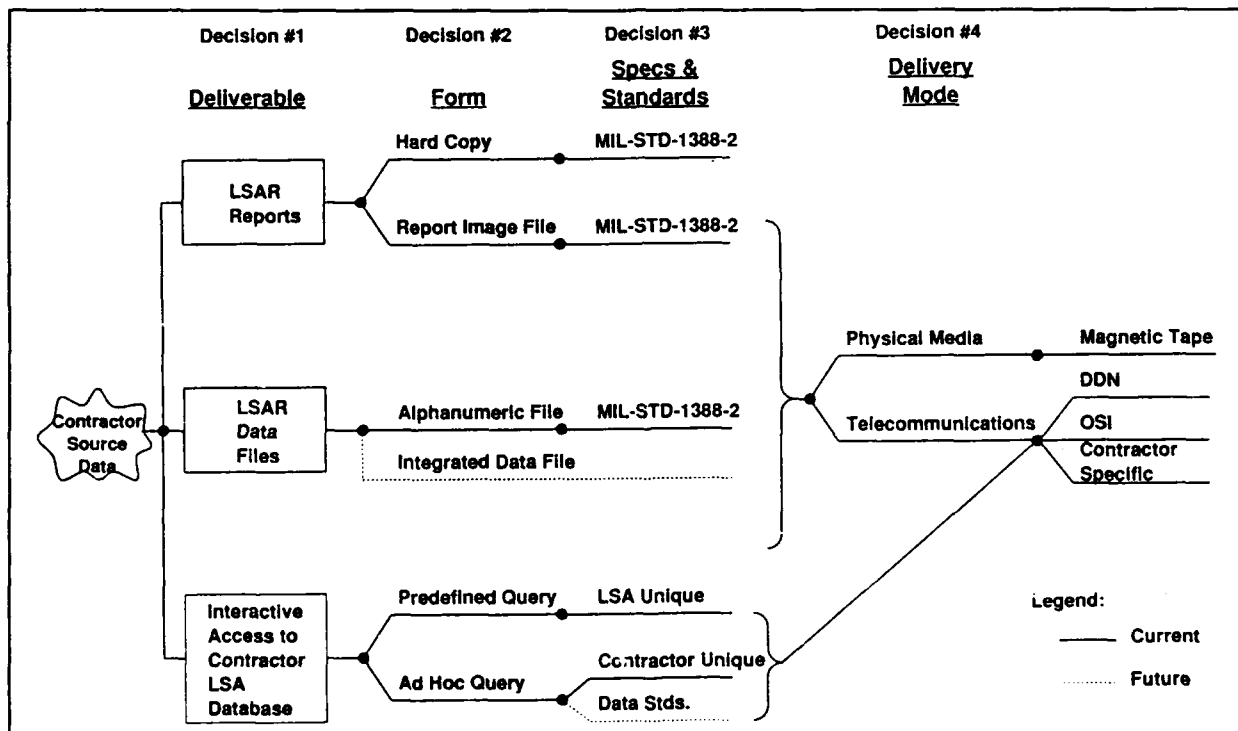 Decision #1
Decision #2
Decision #3
Decision #4
Deliverable
Form
Specs &
Standards
Delivery
Mode
Hard Copy
MIL-STD-1388-2
LSAR
Reports
Report Image File
MIL-STD-1388-2
Physical Media
Magnetic Tape
DDN
Contractor
Source
Data
LSAR
Data
Files
Alphanumeric File
MIL-STD-1388-2
Telecommunications
OSI
Integrated Data File
Contractor
Specific
Interactive
Access to
Contractor
LSA
Database
Predefined Query
LSA Unique
Ad Hoc Query
Contractor Unique
Data Stds.
Legend:
Current
Future